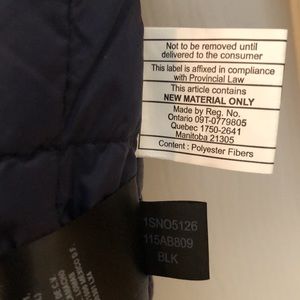 Not to be removed until
delivered to the consumer
This label is affixed in compliance
with Provincial Law
This article contains
NEW MATERIAL ONLY
Made by Reg. No.
Ontario 09T-0779805
Quebec 1750-2641
Manitoba 21305
Content : Polyester Fibers
1SNO5126
115AB809
BLK